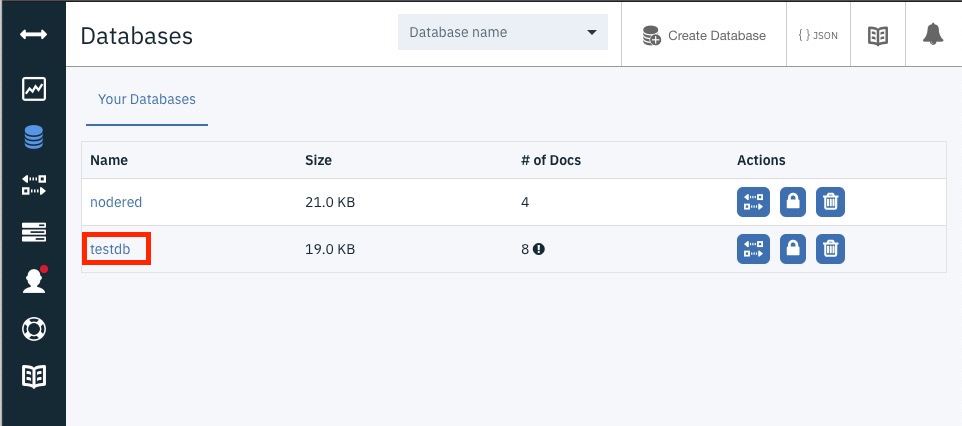 Databases
Database name
Create Database
{ } JSON
Your Databases
Name Size # of Docs Actions
nodered 21.0 KB 4
testdb 19.0 KB 8